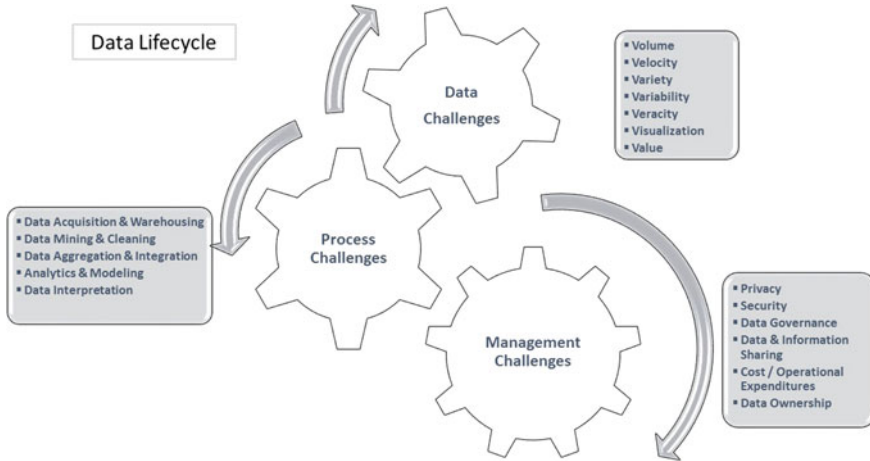 Data Lifecycle
Data
Challenges
▪ Volume
▪ Velocity
▪ Variety
▪ Variability
▪ Veracity
▪ Visualization
▪ Value
▪ Data Acquisition & Warehousing
▪ Data Mining & Cleaning
▪ Data Aggregation & Integration
▪ Analytics & Modeling
▪ Data Interpretation
Process
Challenges
Management
Challenges
▪ Privacy
▪ Security
▪ Data Governance
▪ Data & Information
Sharing
▪ Cost / Operational
Expenditures
▪ Data Ownership